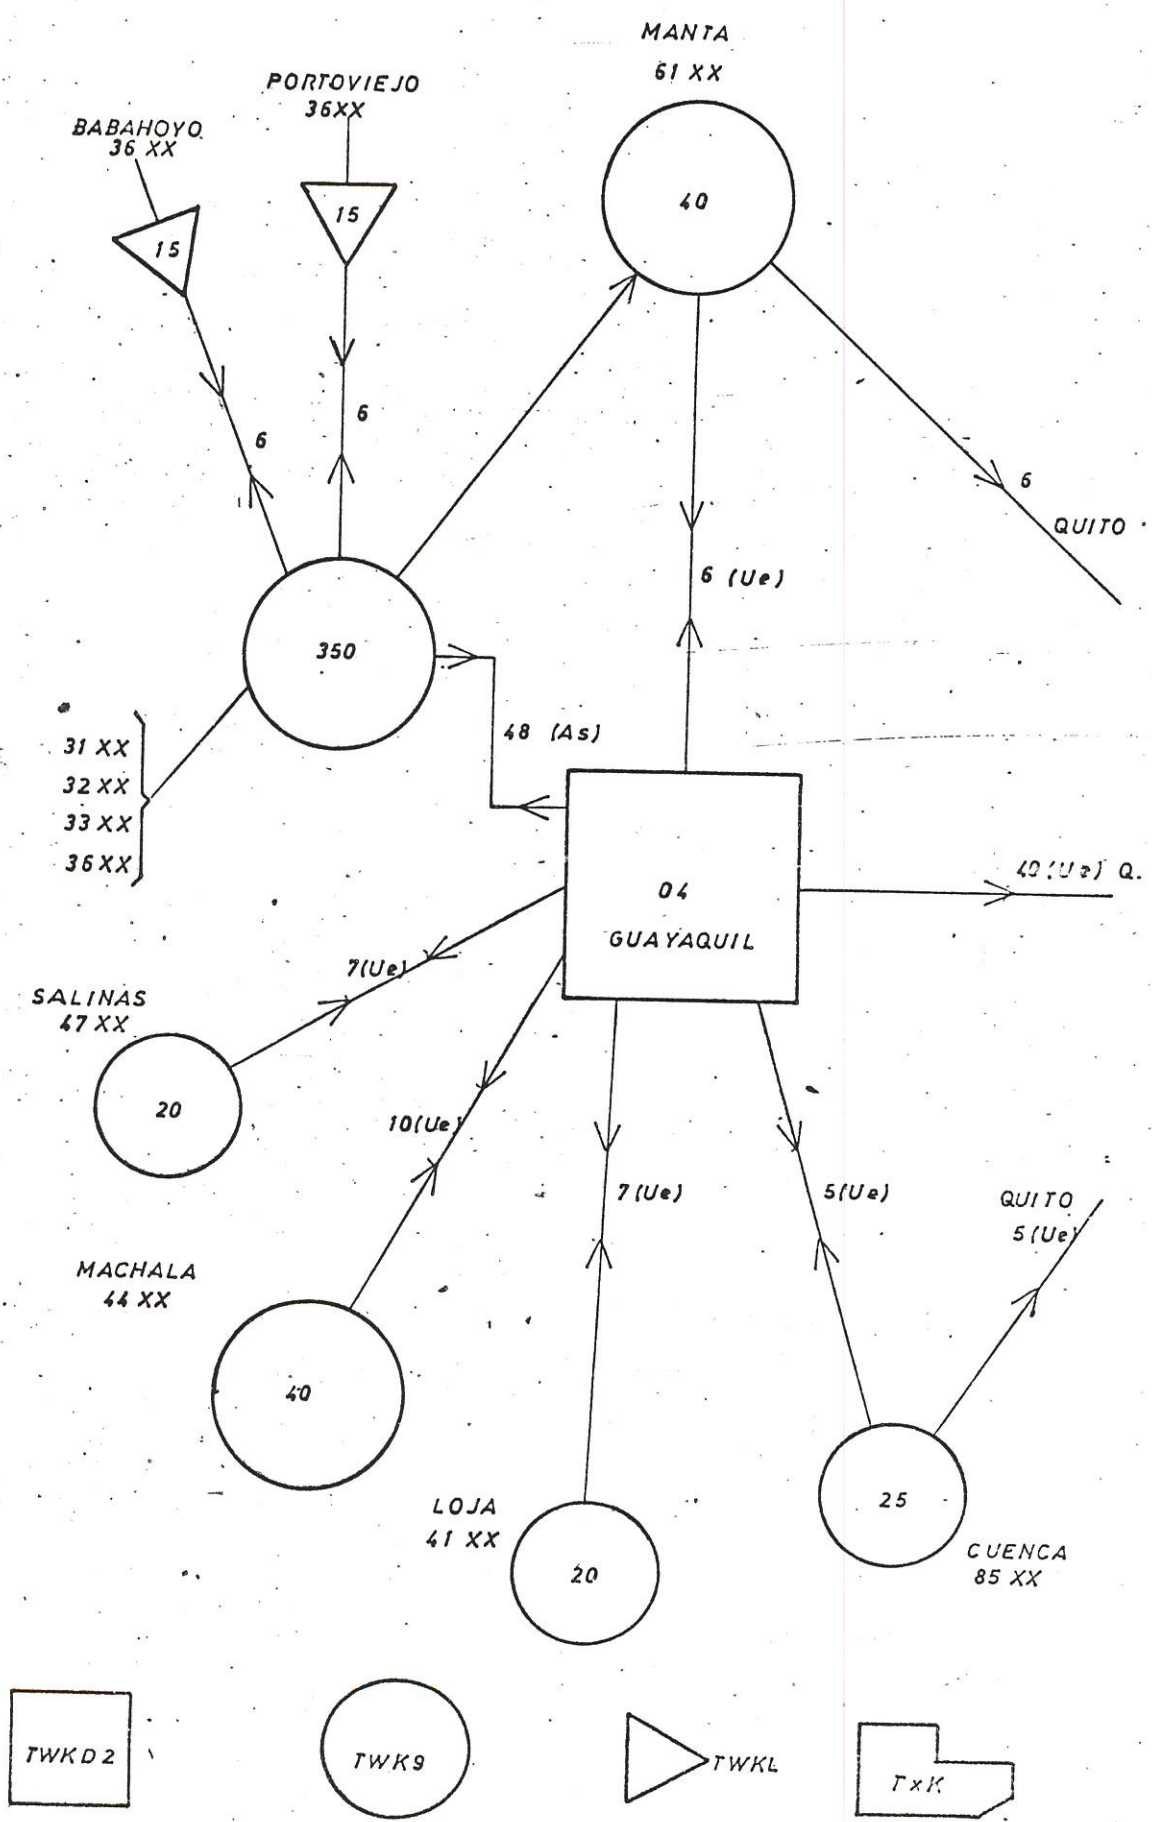 MANTA
61 XX
PORTOVIEJO
36XX
BABAHOYO
36 XX
40
15
15
6
6
6
QUITO
6 (Ue)
350
48 (As)
31 XX
32 XX
33 XX
36 XX
04
GUAYAQUIL
(Ue) Q.
7(Ue)
SALINAS
47 XX
20
10(Ue)
7(Ue)
5(Ue)
QUITO
5(Ue)
MACHALA
44 XX
40
LOJA
41 XX
20
25
CUENCA
85 XX
TWKD2
TWK9
TWKL
TxK